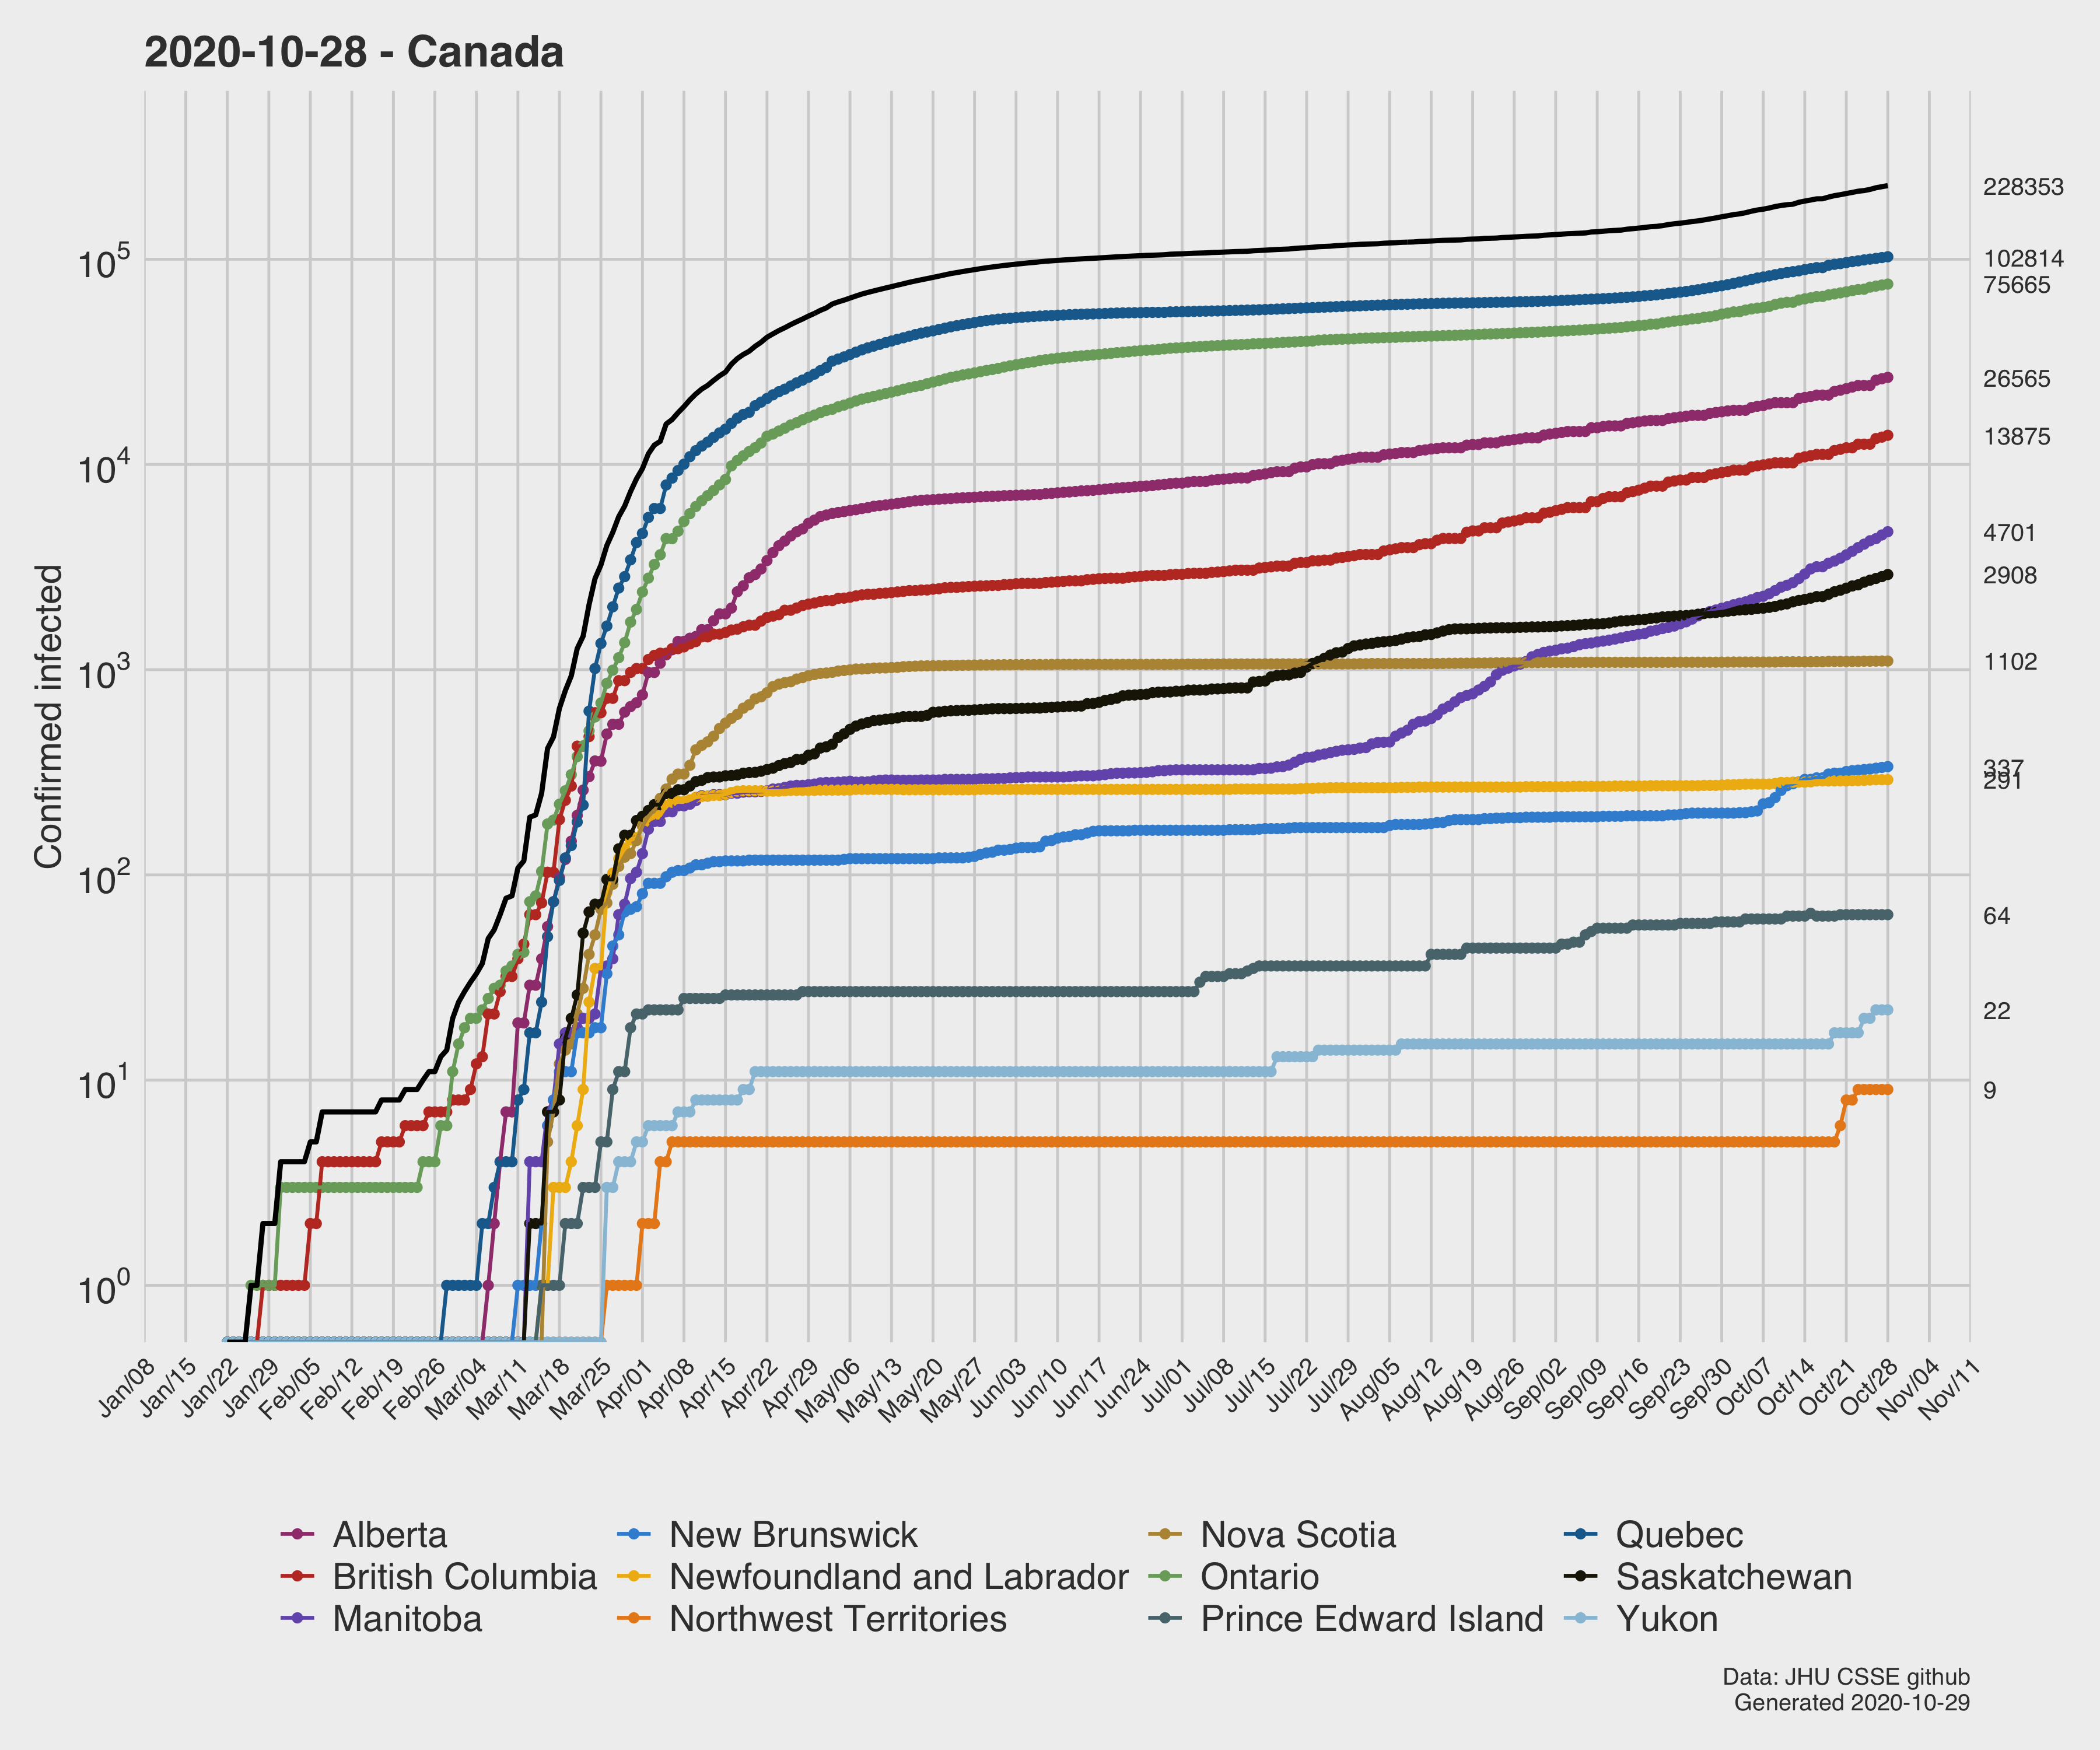 2020-10-28 - Canada
Confirmed infected
10^5
10^4
10^3
10^2
10^1
10^0
228353
102814
75665
26565
13875
4701
2908
1102
337
291
64
22
9
Jan/08
Jan/15
Jan/22
Jan/29
Feb/05
Feb/12
Feb/19
Feb/26
Mar/04
Mar/11
Mar/18
Mar/25
Apr/01
Apr/08
Apr/15
Apr/22
Apr/29
May/06
May/13
May/20
May/27
Jun/03
Jun/10
Jun/17
Jun/24
Jul/01
Jul/08
Jul/15
Jul/22
Jul/29
Aug/05
Aug/12
Aug/19
Aug/26
Sep/02
Sep/09
Sep/16
Sep/23
Sep/30
Oct/07
Oct/14
Oct/21
Oct/28
Nov/04
Nov/11
Alberta
New Brunswick
Nova Scotia
Quebec
British Columbia
Newfoundland and Labrador
Ontario
Saskatchewan
Manitoba
Northwest Territories
Prince Edward Island
Yukon
Data: JHU CSSE github
Generated 2020-10-29